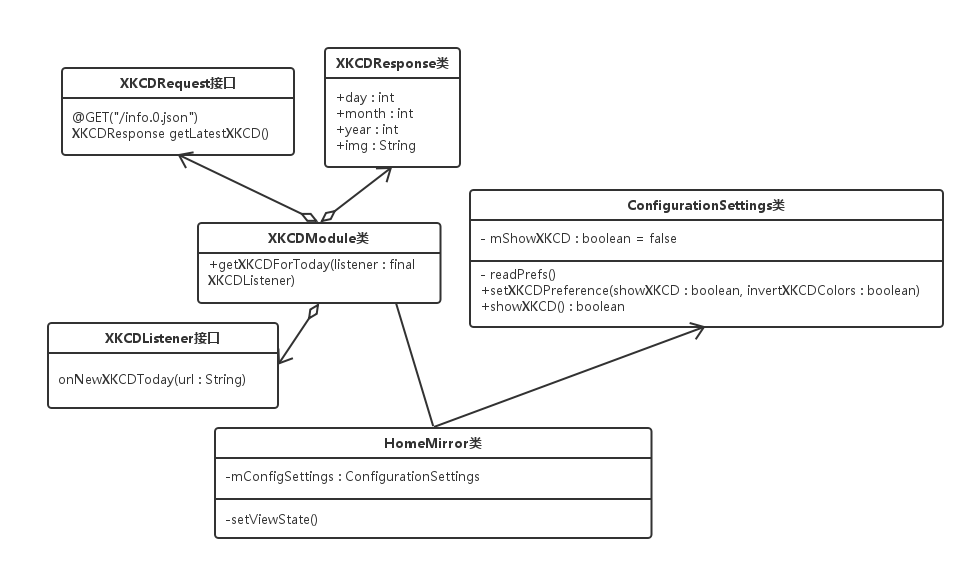 XKCDRequest接口
@GET("/info.0.json")
XKCDResponse getLatestXKCD()
XKCDResponse类
+day : int
+month : int
+year : int
+img : String
XKCDModule类
+getXKCDForToday(listener : final
XKCDListener)
ConfigurationSettings类
- mShowXKCD : boolean = false
- readPrefs()
+setXKCDPreference(showXKCD : boolean, invertXKCDColors : boolean)
+showXKCD() : boolean
XKCDListener接口
onNewXKCDToday(url : String)
HomeMirror类
-mConfigSettings : ConfigurationSettings
-setViewState()